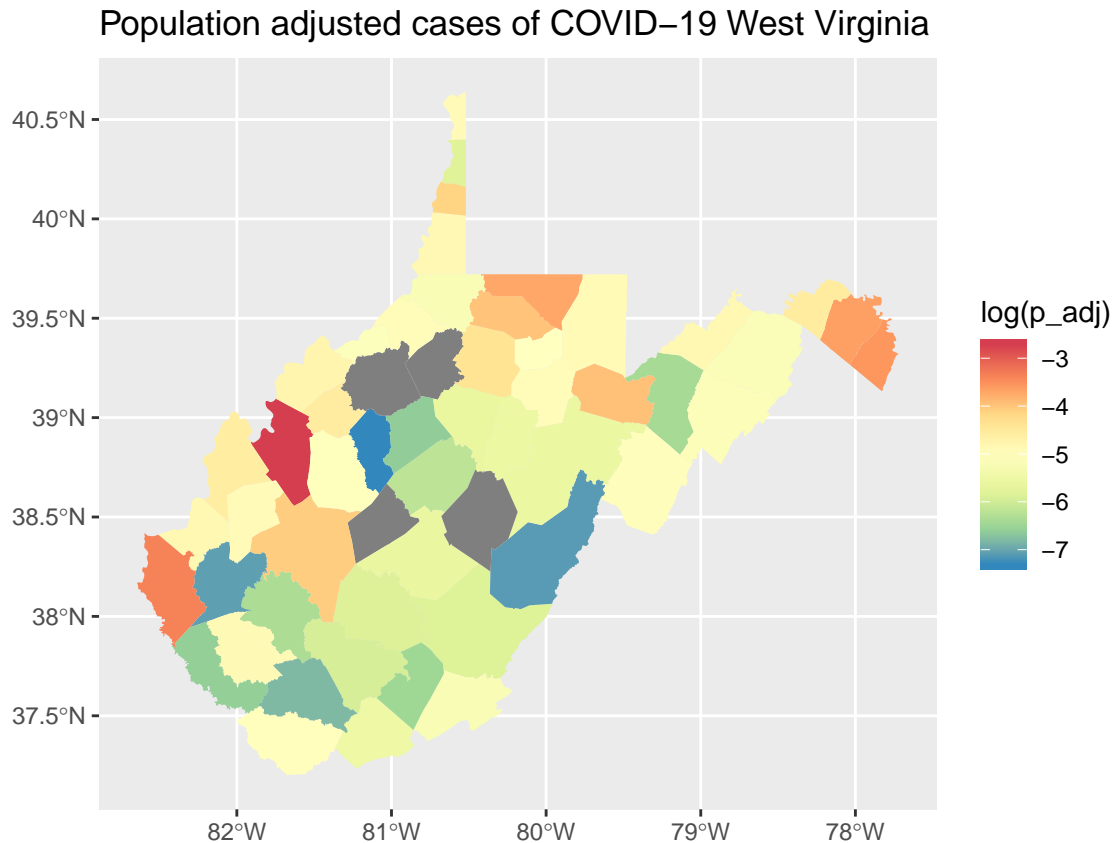 Population adjusted cases of COVID−19 West Virginia
40.5°N
40°N
39.5°N
39°N
38.5°N
38°N
37.5°N
82°W
81°W
80°W
79°W
78°W
log(p_adj)
−3
−4
−5
−6
−7